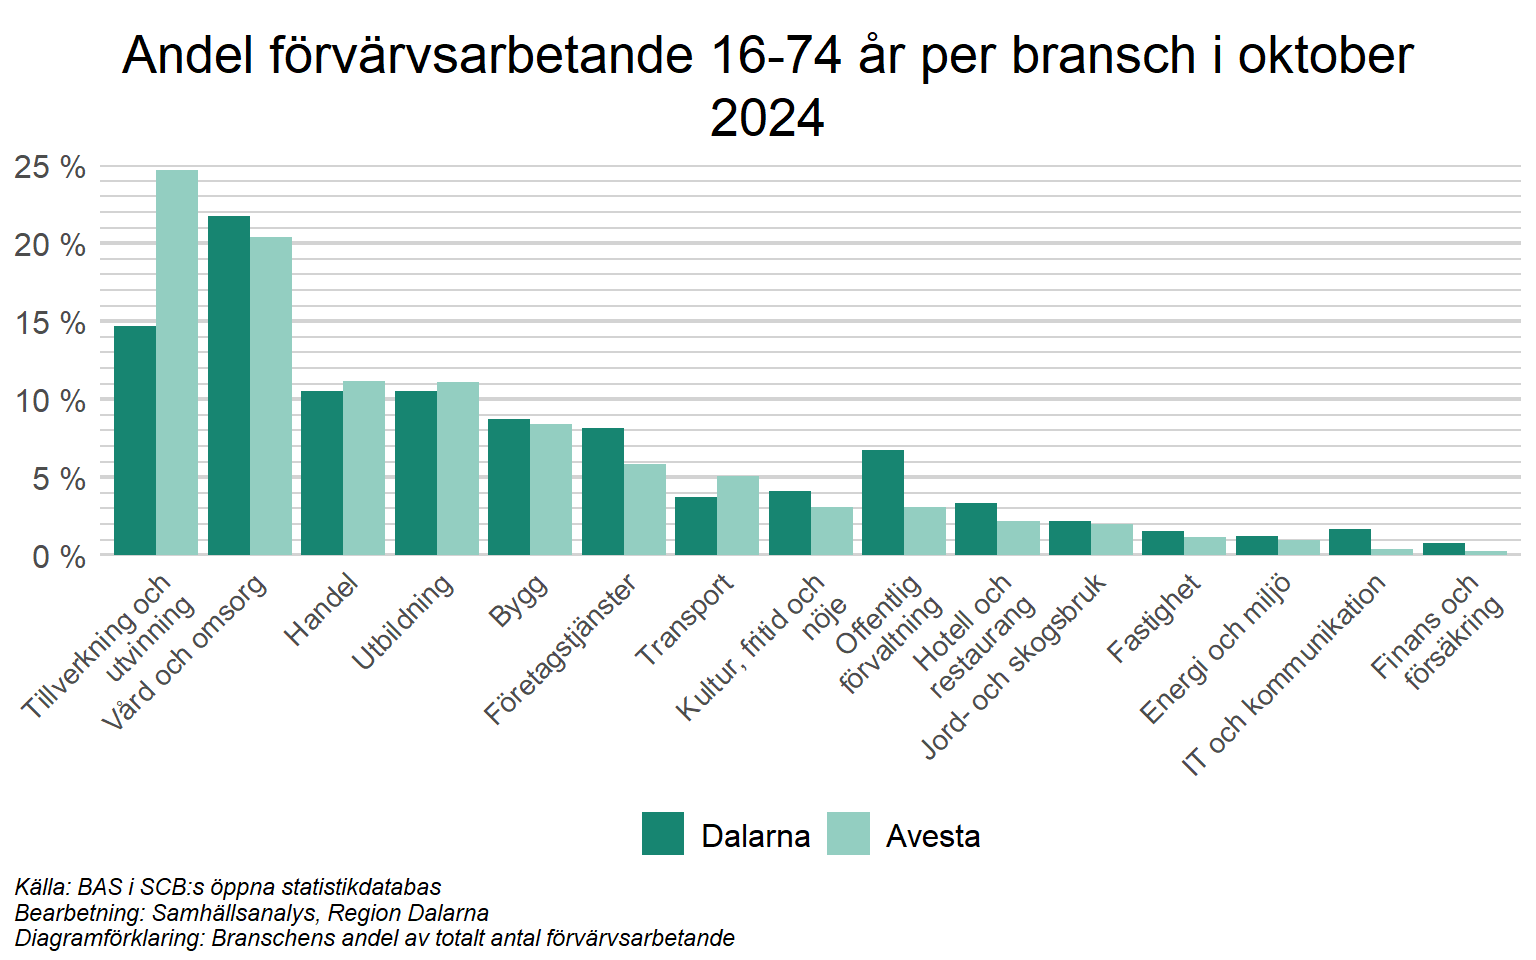 Andel förvärvsarbetande 16-74 år per bransch i oktober
2024
25 %
20 %
15 %
10 %
5 %
0 %
Tillverkning och
utvinning
Vård och omsorg
Handel
Utbildning
Bygg
Företagstjänster
Transport
Kultur, fritid och
nöje
Offentlig
förvaltning
Hotell och
restaurang
Jord- och skogsbruk
Fastighet
Energi och miljö
IT och kommunikation
Finans och
försäkring
Dalarna
Avesta
Källa: BAS i SCB:s öppna statistikdatabas
Bearbetning: Samhällsanalys, Region Dalarna
Diagramförklaring: Branschens andel av totalt antal förvärvsarbetande